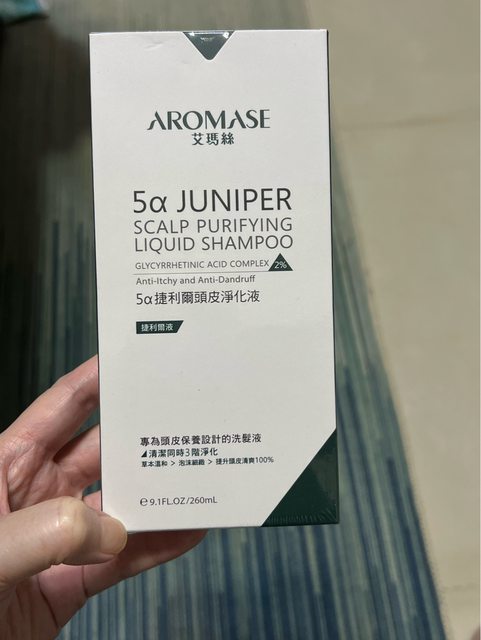 AROMASE
艾瑪絲
5α JUNIPER
SCALP PURIFYING
LIQUID SHAMPOO
GLYCYRRHETINIC ACID COMPLEX 2%
Anti-Itchy and Anti-Dandruff
5α捷利爾頭皮淨化液
捷利爾液
專為頭皮保養設計的洗髮液
清潔同時3階淨化
草本溫和 > 泡沫細緻 > 提升頭皮清爽100%
℮ 9.1FL.OZ/260mL